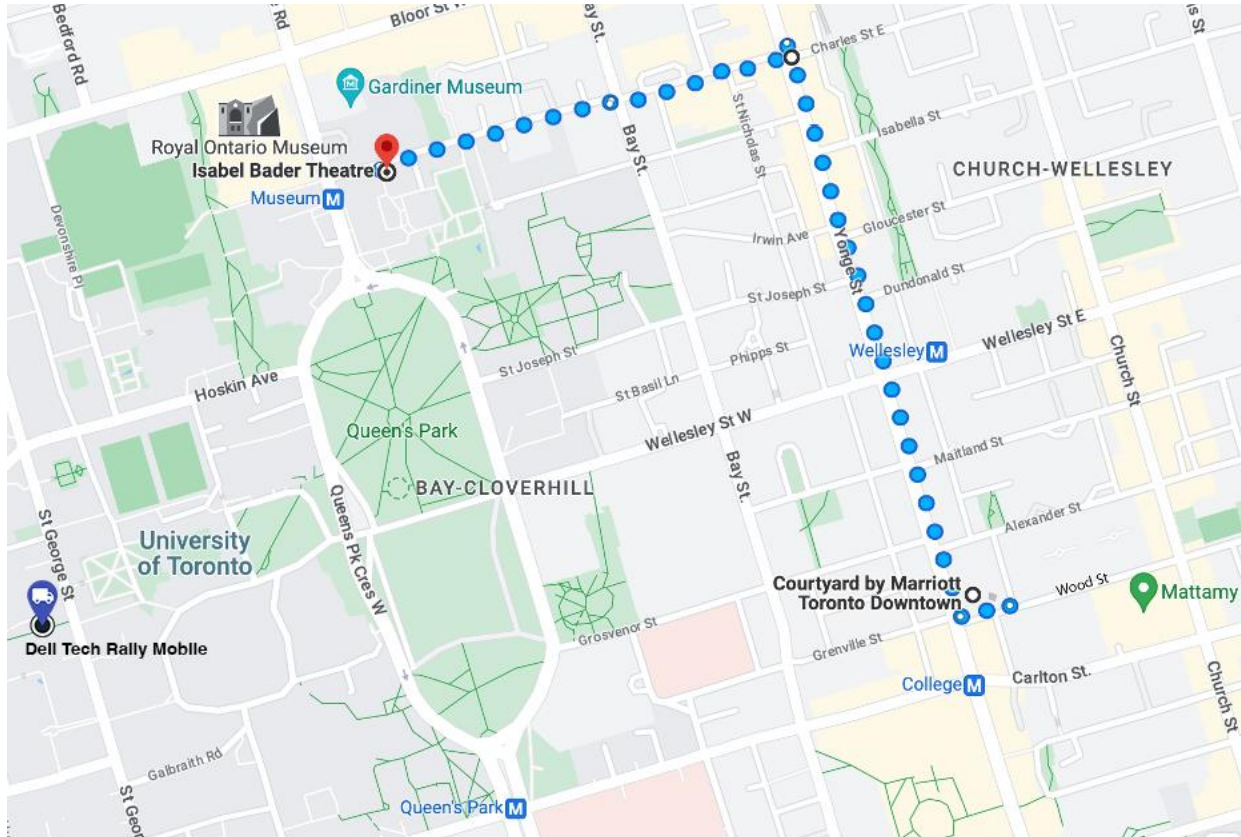 Bedford Rd
Rd
Bloor St W
ay St.
Charles St E
is St
Gardiner Museum
Royal Ontario Museum
Isabel Bader Theatre
Museum M
St Nicholas St
Bay St.
Isabella St
CHURCH-WELLESLEY
Devonshire Pl
Irwin Ave
Gloucester St
Yonge St
St Joseph St
Dundonald St
Hoskin Ave
St Joseph St
Phipps St
Wellesley M
Wellesley St E
St Basil Ln
Church St
Queen's Park
Wellesley St W
Maitland St
Bay St.
BAY-CLOVERHILL
Queens Pk Cres W
St George St
University
of Toronto
Alexander St
Courtyard by Marriott
Toronto Downtown
Wood St
Mattamy
Dell Tech Rally Mobile
Grosvenor St
Grenville St
College M
Carlton St.
Church St
Galbraith Rd
St Geor
Queen's Park M